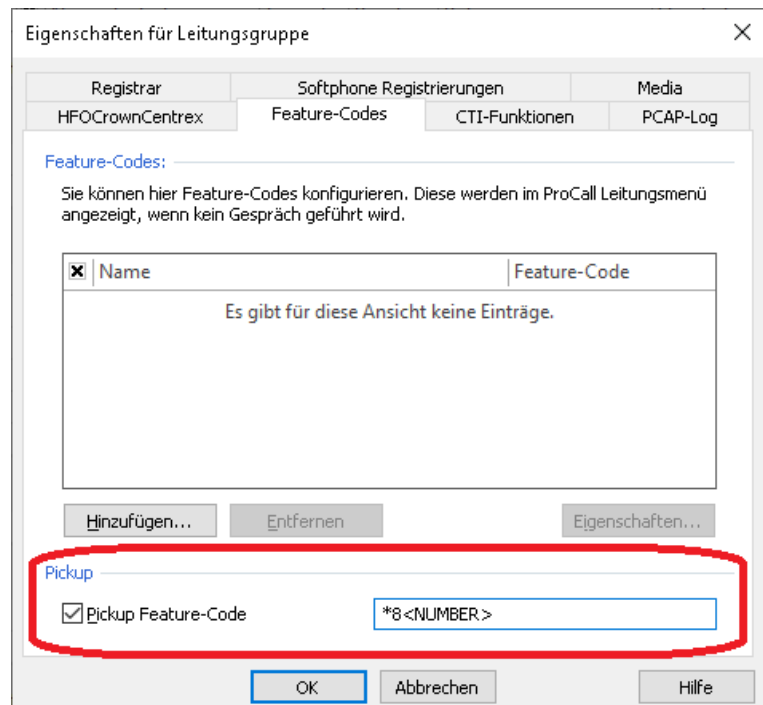 Eigenschaften für Leitungsgruppe
Registrar
Softphone Registrierungen
Media
HFOCrownCentrex
Feature-Codes
CTI-Funktionen
PCAP-Log
Feature-Codes:
Sie können hier Feature-Codes konfigurieren. Diese werden im ProCall Leitungsmenü
angezeigt, wenn kein Gespräch geführt wird.
Name
Feature-Code
Es gibt für diese Ansicht keine Einträge.
Hinzufügen...
Entfernen
Eigenschaften...
Pickup
Pickup Feature-Code
*8<NUMBER>
OK
Abbrechen
Hilfe